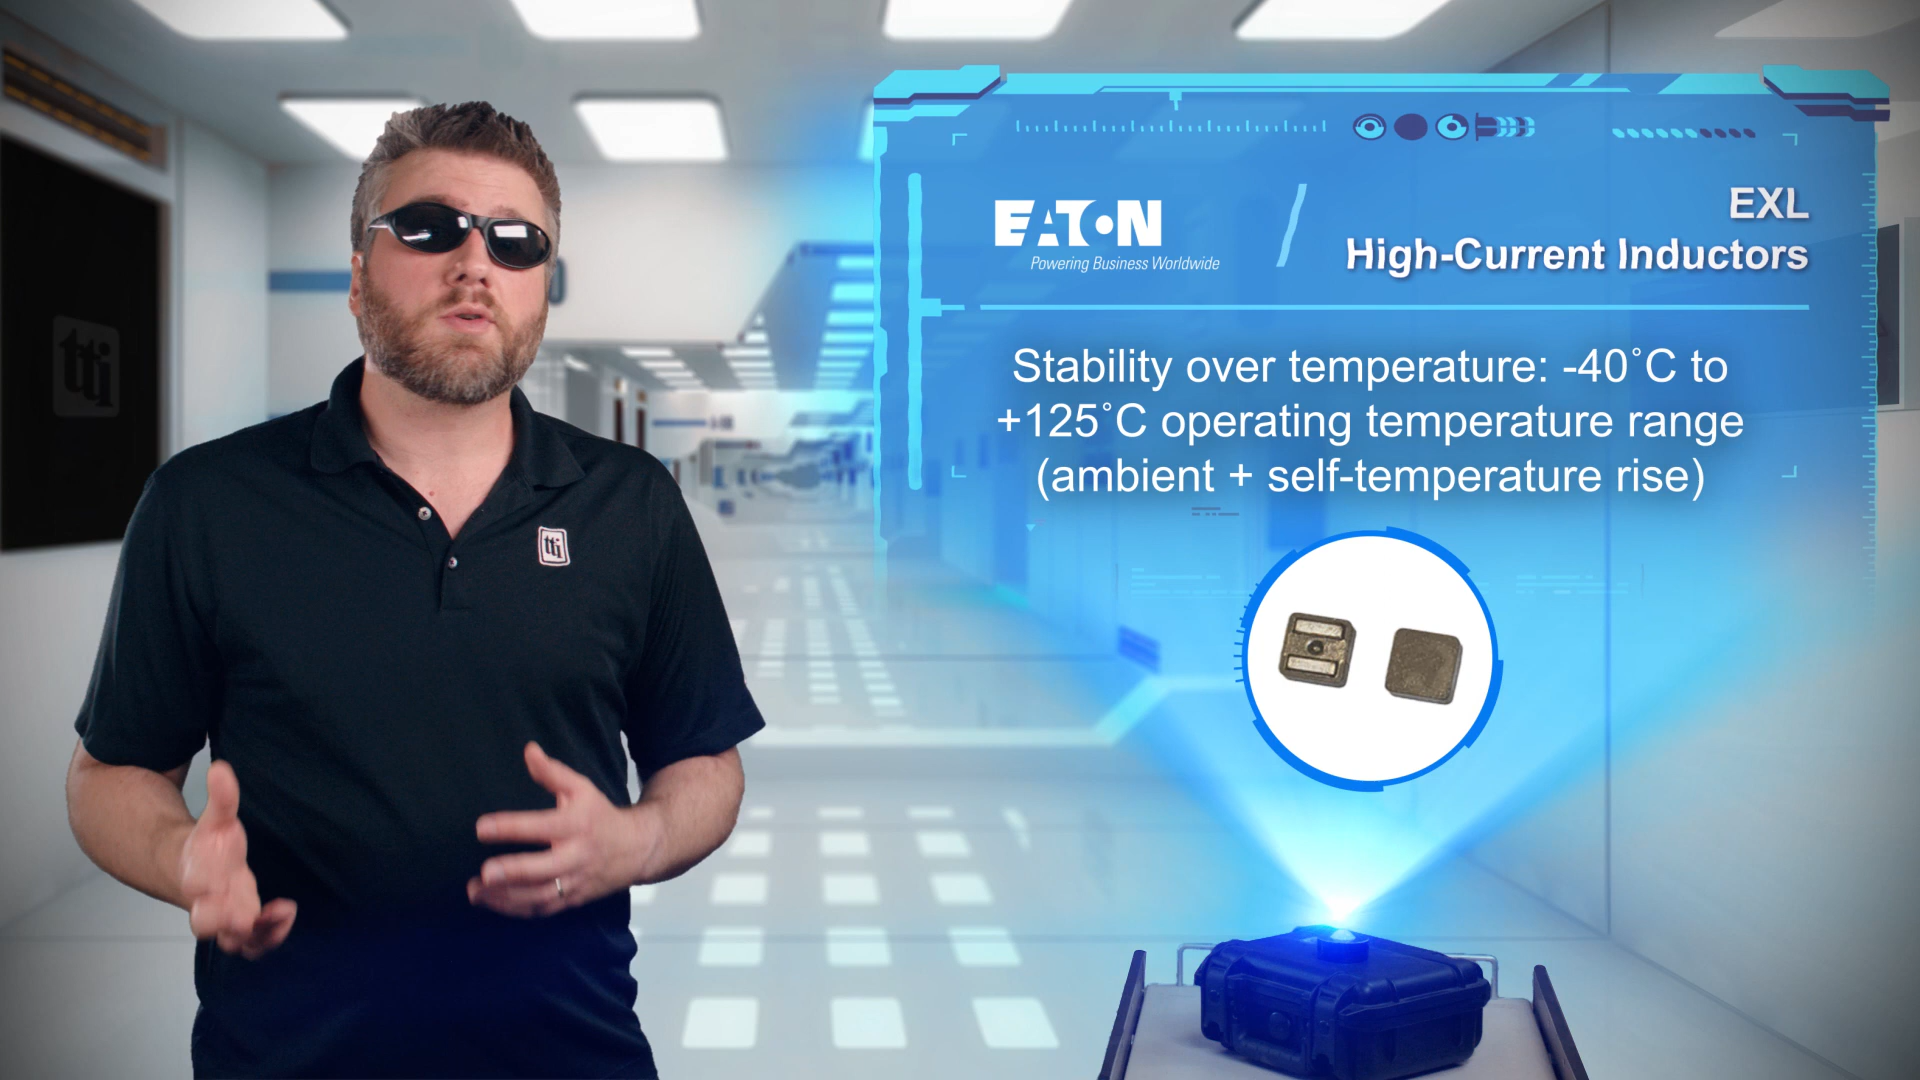 EATON
Powering Business Worldwide
EXL
High-Current Inductors
Stability over temperature: -40°C to
+125°C operating temperature range
(ambient + self-temperature rise)
tti
tti